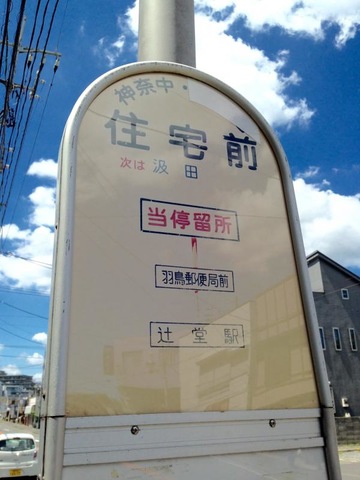 神奈中・
住宅前
次は 汲田
当停留所
羽鳥郵便局前
辻堂駅